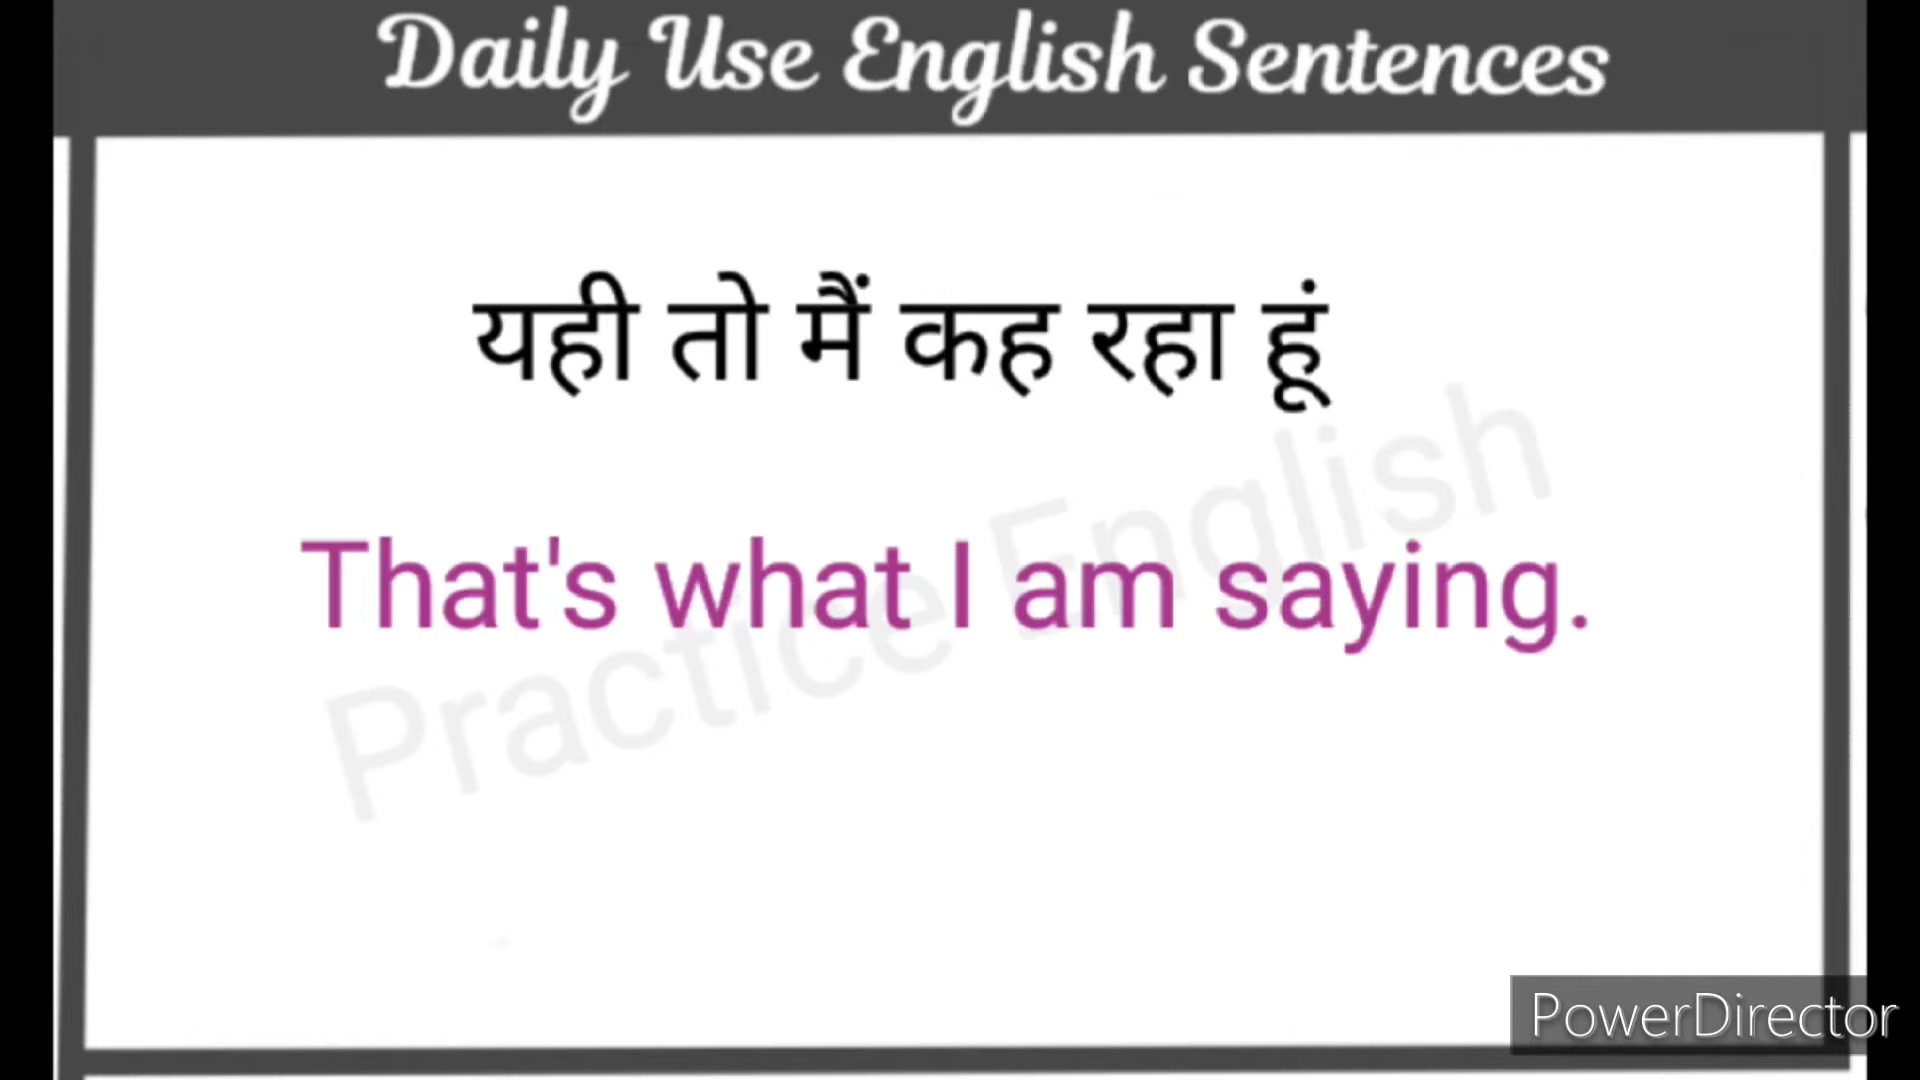 Daily Use English Sentences
यही तो मैं कह रहा हूं
That's what I am saying.
Practice English
PowerDirector